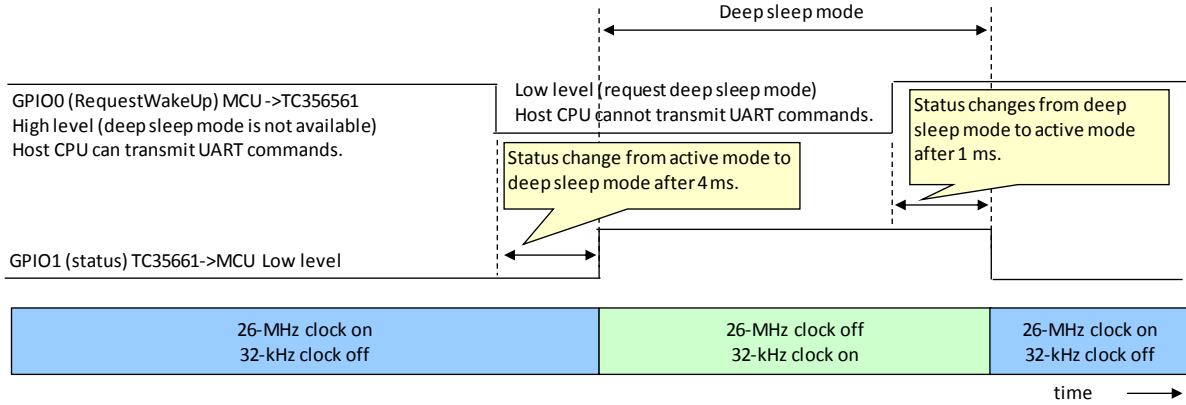 Deep sleep mode
GPIO0 (RequestWakeUp) MCU->TC356561
High level (deep sleep mode is not available)
Host CPU can transmit UART commands.
Low level (request deep sleep mode)
Host CPU cannot transmit UART commands.
Status changes from deep
sleep mode to active mode
after 1 ms.
Status change from active mode to
deep sleep mode after 4 ms.
GPIO1 (status) TC35661->MCU Low level
26-MHz clock on
32-kHz clock off
26-MHz clock off
32-kHz clock on
26-MHz clock on
32-kHz clock off
time